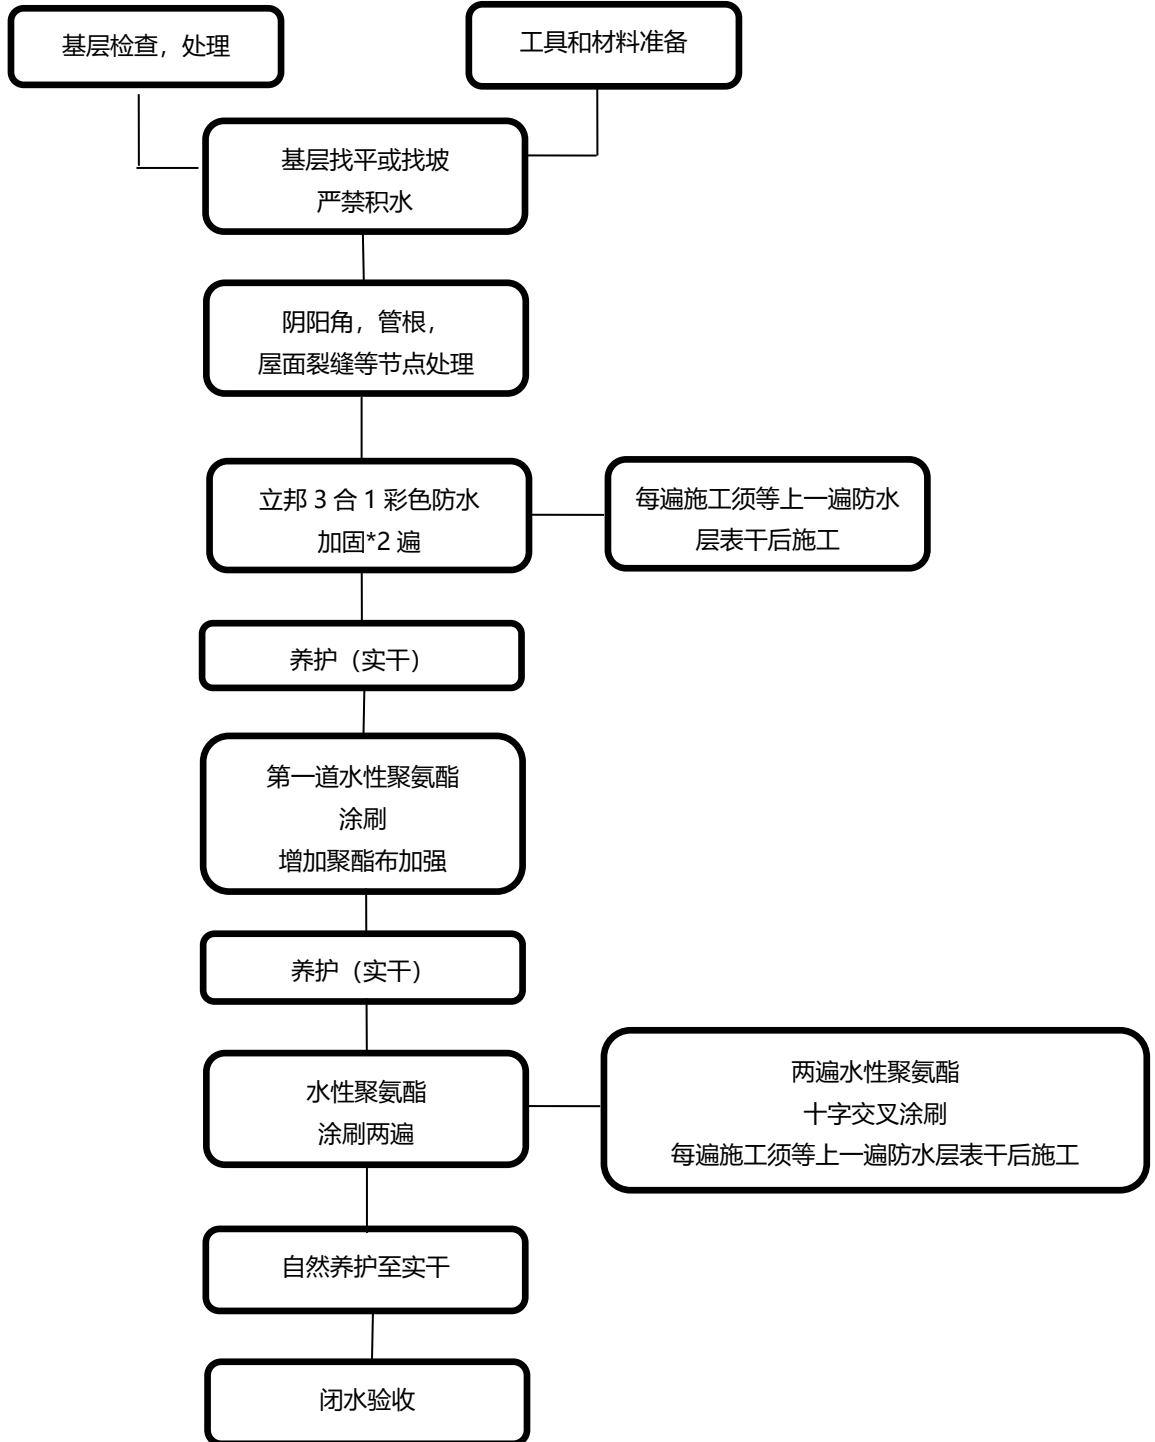 基层检查，处理
工具和材料准备
基层找平或找坡
严禁积水
阴阳角，管根，
屋面裂缝等节点处理
立邦 3 合 1 彩色防水
加固*2 遍
每遍施工须等上一遍防水
层表干后施工
养护（实干）
第一道水性聚氨酯
涂刷
增加聚酯布加强
养护（实干）
水性聚氨酯
涂刷两遍
两遍水性聚氨酯
十字交叉涂刷
每遍施工须等上一遍防水层表干后施工
自然养护至实干
闭水验收